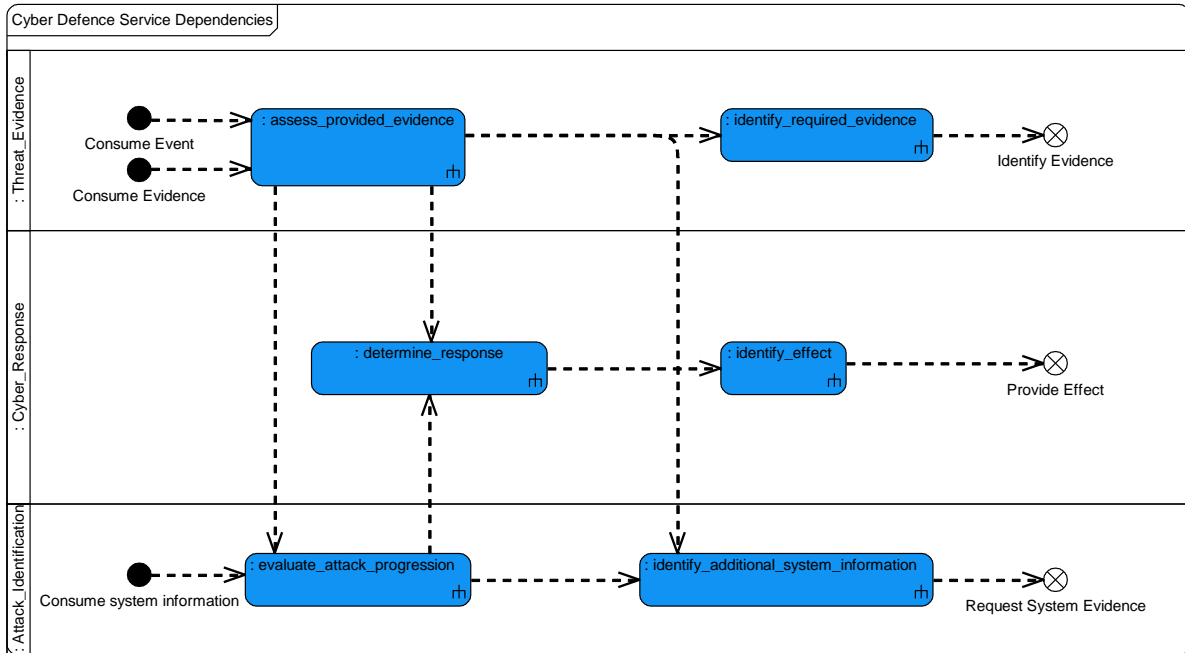 Cyber Defence Service Dependencies
: Threat_Evidence
: assess_provided_evidence
: identify_required_evidence
Consume Event
Identify Evidence
Consume Evidence
: Cyber_Response
: determine_response
: identify_effect
Provide Effect
: Attack_Identification
: evaluate_attack_progression
: identify_additional_system_information
Consume system information
Request System Evidence